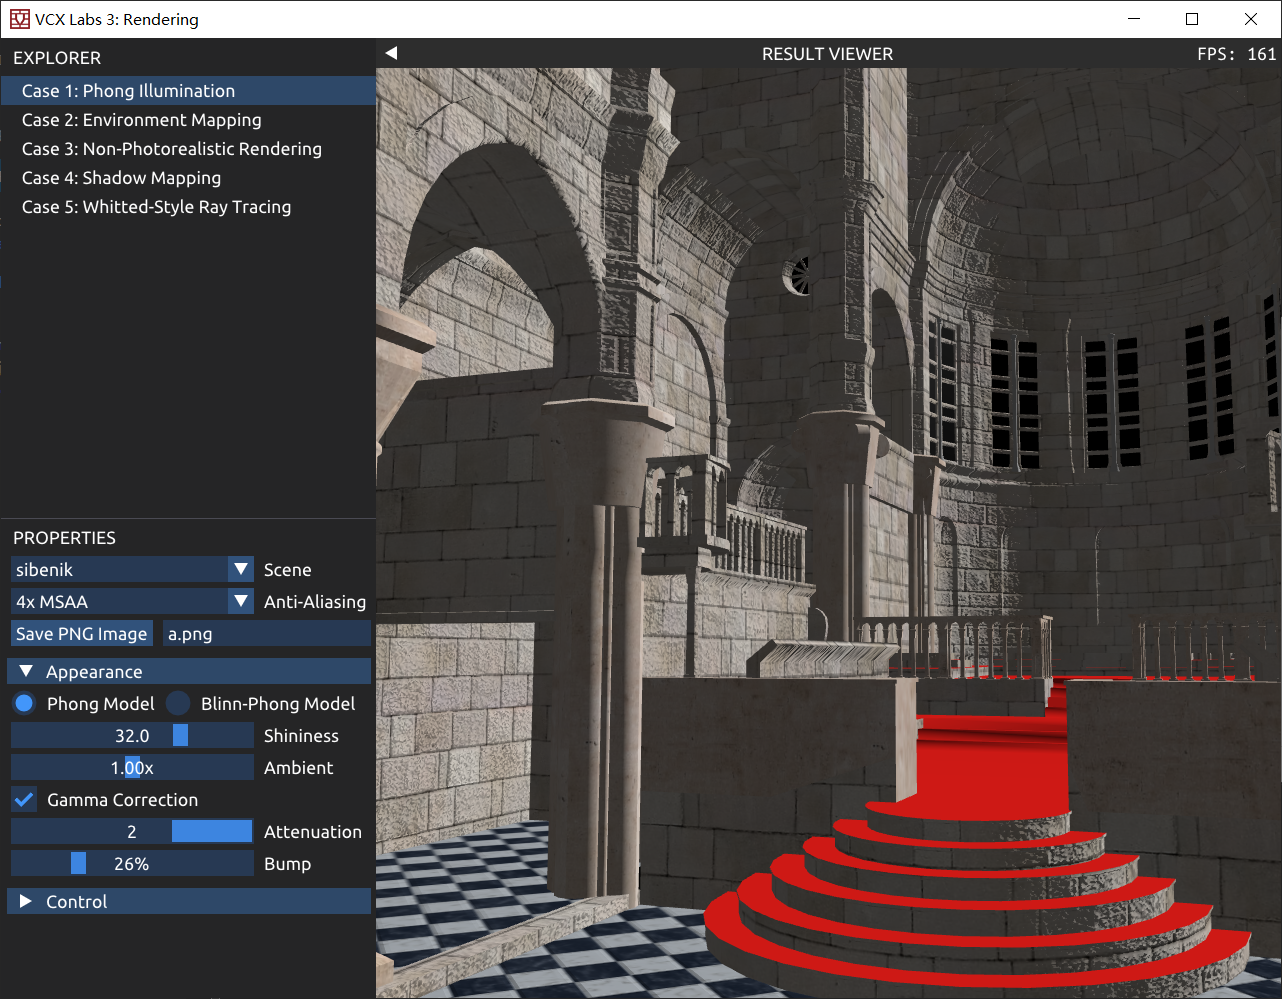 VCX Labs 3: Rendering
EXPLORER
Case 1: Phong Illumination
Case 2: Environment Mapping
Case 3: Non-Photorealistic Rendering
Case 4: Shadow Mapping
Case 5: Whitted-Style Ray Tracing
RESULT VIEWER
FPS: 161
PROPERTIES
sibenik Scene
4x MSAA Anti-Aliasing
Save PNG Image a.png
Appearance
Phong Model Blinn-Phong Model
32.0 Shininess
1.00x Ambient
Gamma Correction
2 Attenuation
26% Bump
Control